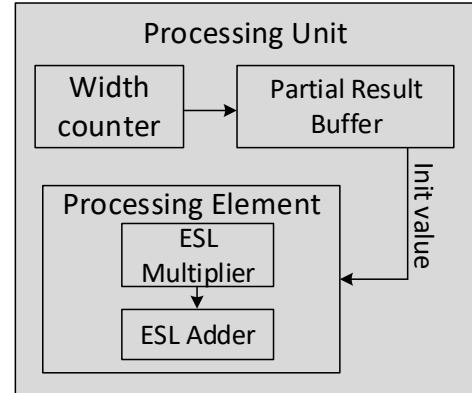 Processing Unit
Width
counter
Partial Result
Buffer
Init value
Processing Element
ESL
Multiplier
ESL Adder